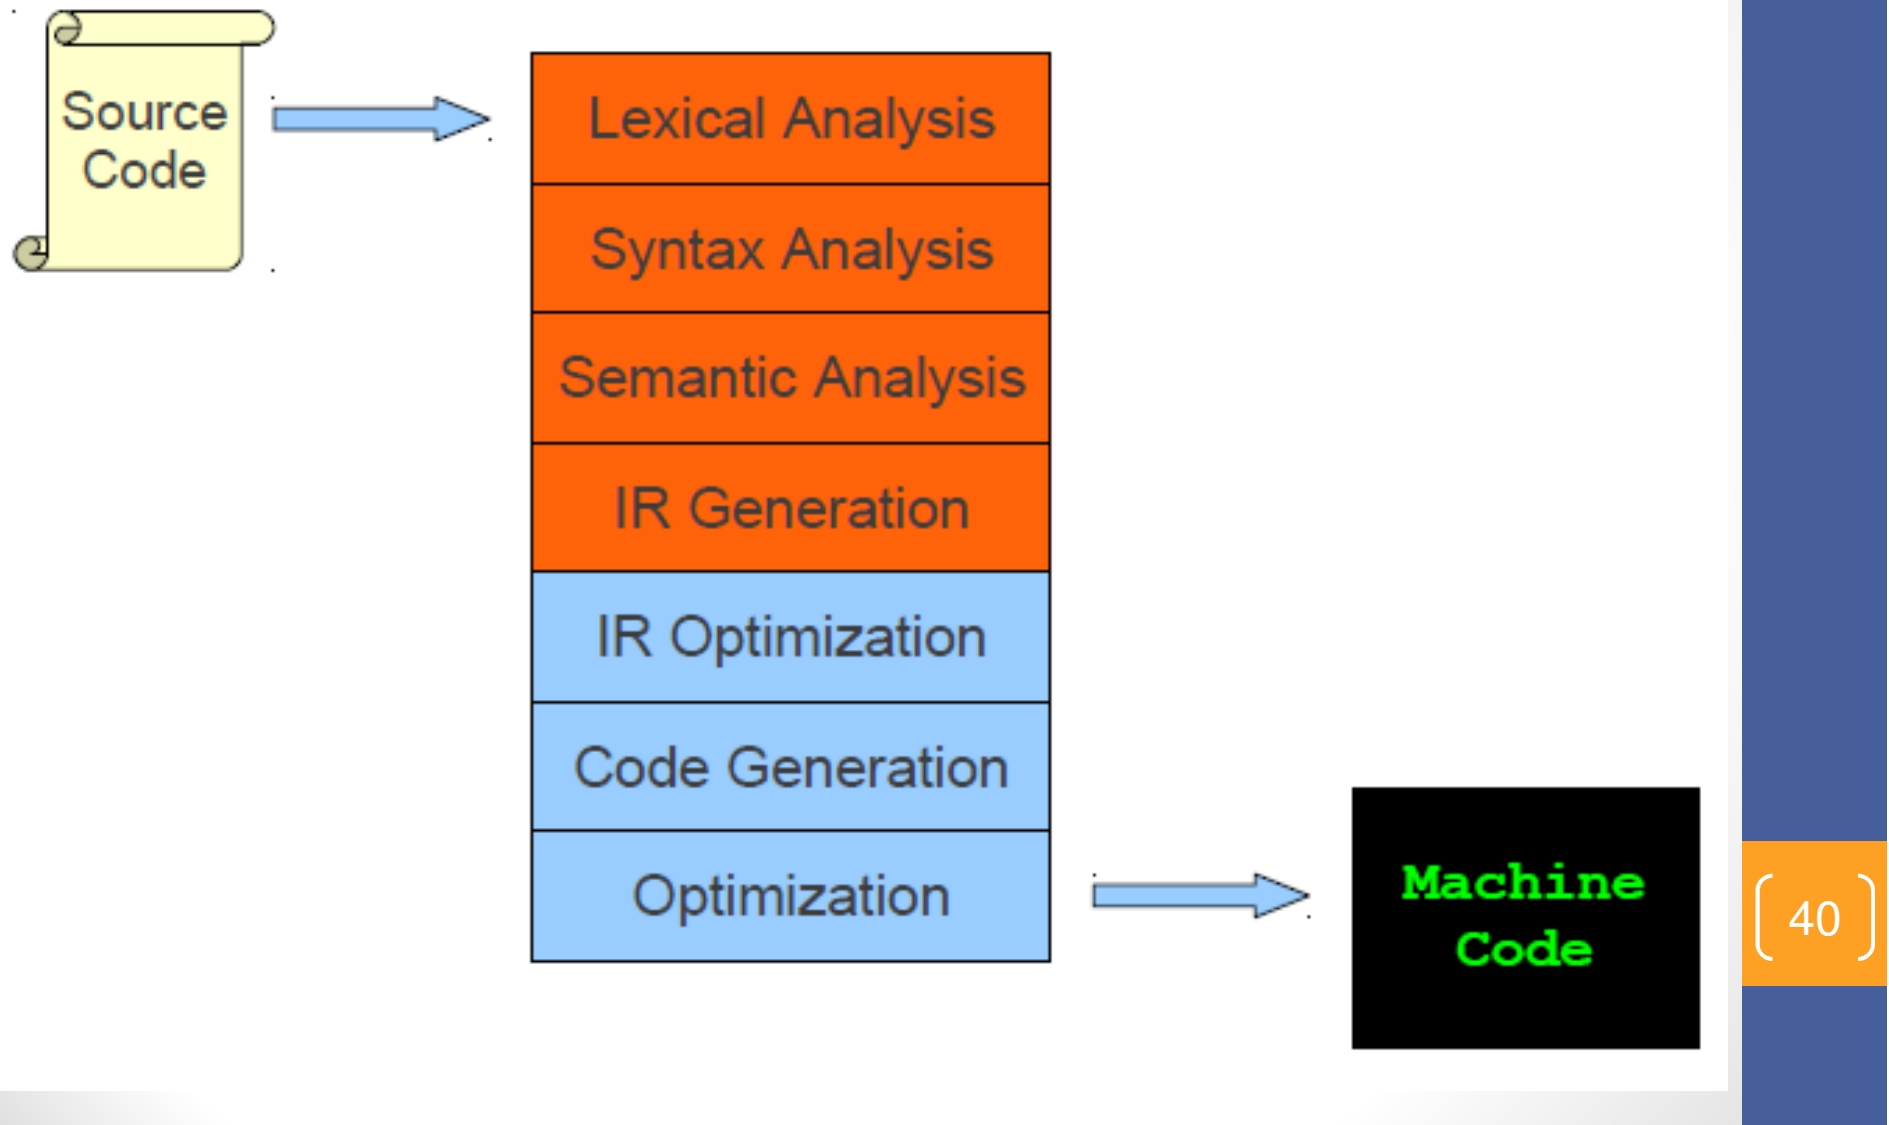 Source
Code
Lexical Analysis
Syntax Analysis
Semantic Analysis
IR Generation
IR Optimization
Code Generation
Optimization
Machine
Code
40